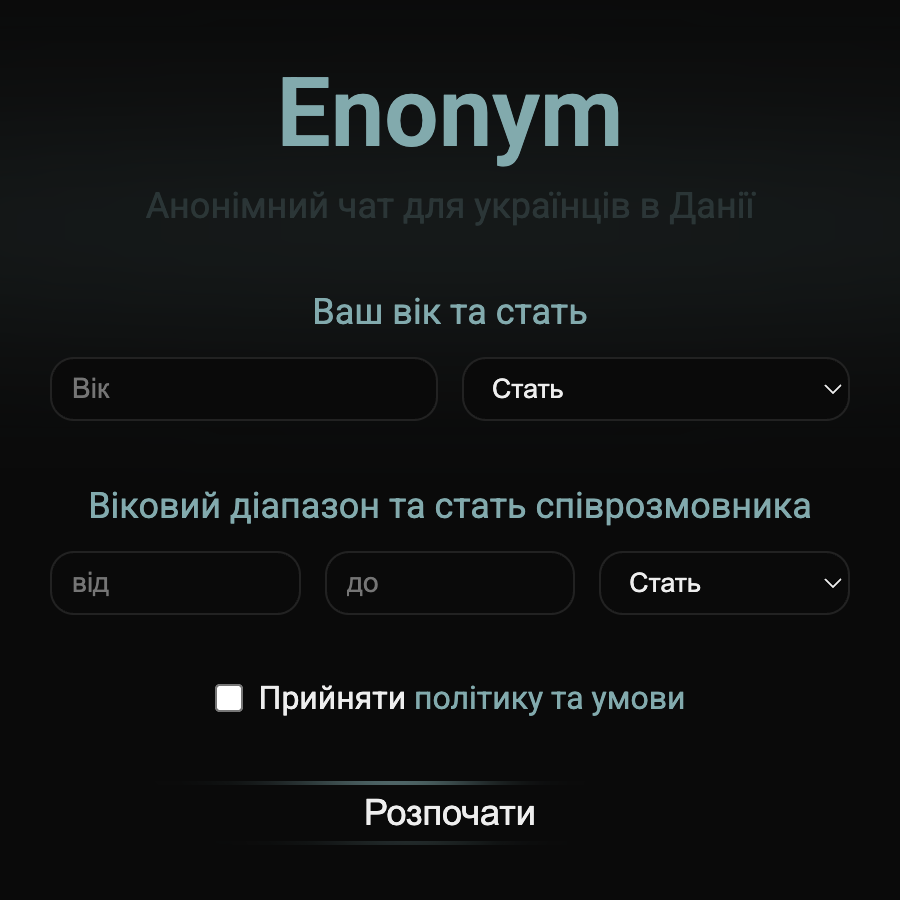 Enonym
Анонімний чат для українців в Данії
Ваш вік та стать
Вік
Стать
Віковий діапазон та стать співрозмовника
від
до
Стать
Прийняти політику та умови
Розпочати